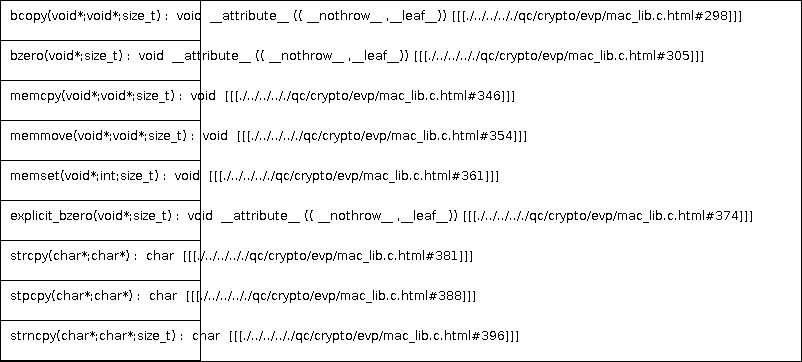 bcopy(void*;void*;size_t) : void __attribute__ (( __nothrow__ ,__leaf__)) [[[./../../../qc/crypto/evp/mac_lib.c.html#298]]]
bzero(void*;size_t) : void __attribute__ (( __nothrow__ ,__leaf__)) [[[./../../../qc/crypto/evp/mac_lib.c.html#305]]]
memcpy(void*;void*;size_t) : void [[[./../../../qc/crypto/evp/mac_lib.c.html#346]]]
memmove(void*;void*;size_t) : void [[[./../../../qc/crypto/evp/mac_lib.c.html#354]]]
memset(void*;int;size_t) : void [[[./../../../qc/crypto/evp/mac_lib.c.html#361]]]
explicit_bzero(void*;size_t) : void __attribute__ (( __nothrow__ ,__leaf__)) [[[./../../../qc/crypto/evp/mac_lib.c.html#374]]]
strcpy(char*;char*) : char [[[./../../../qc/crypto/evp/mac_lib.c.html#381]]]
stpcpy(char*;char*) : char [[[./../../../qc/crypto/evp/mac_lib.c.html#388]]]
strncpy(char*;char*;size_t) : char [[[./../../../qc/crypto/evp/mac_lib.c.html#396]]]